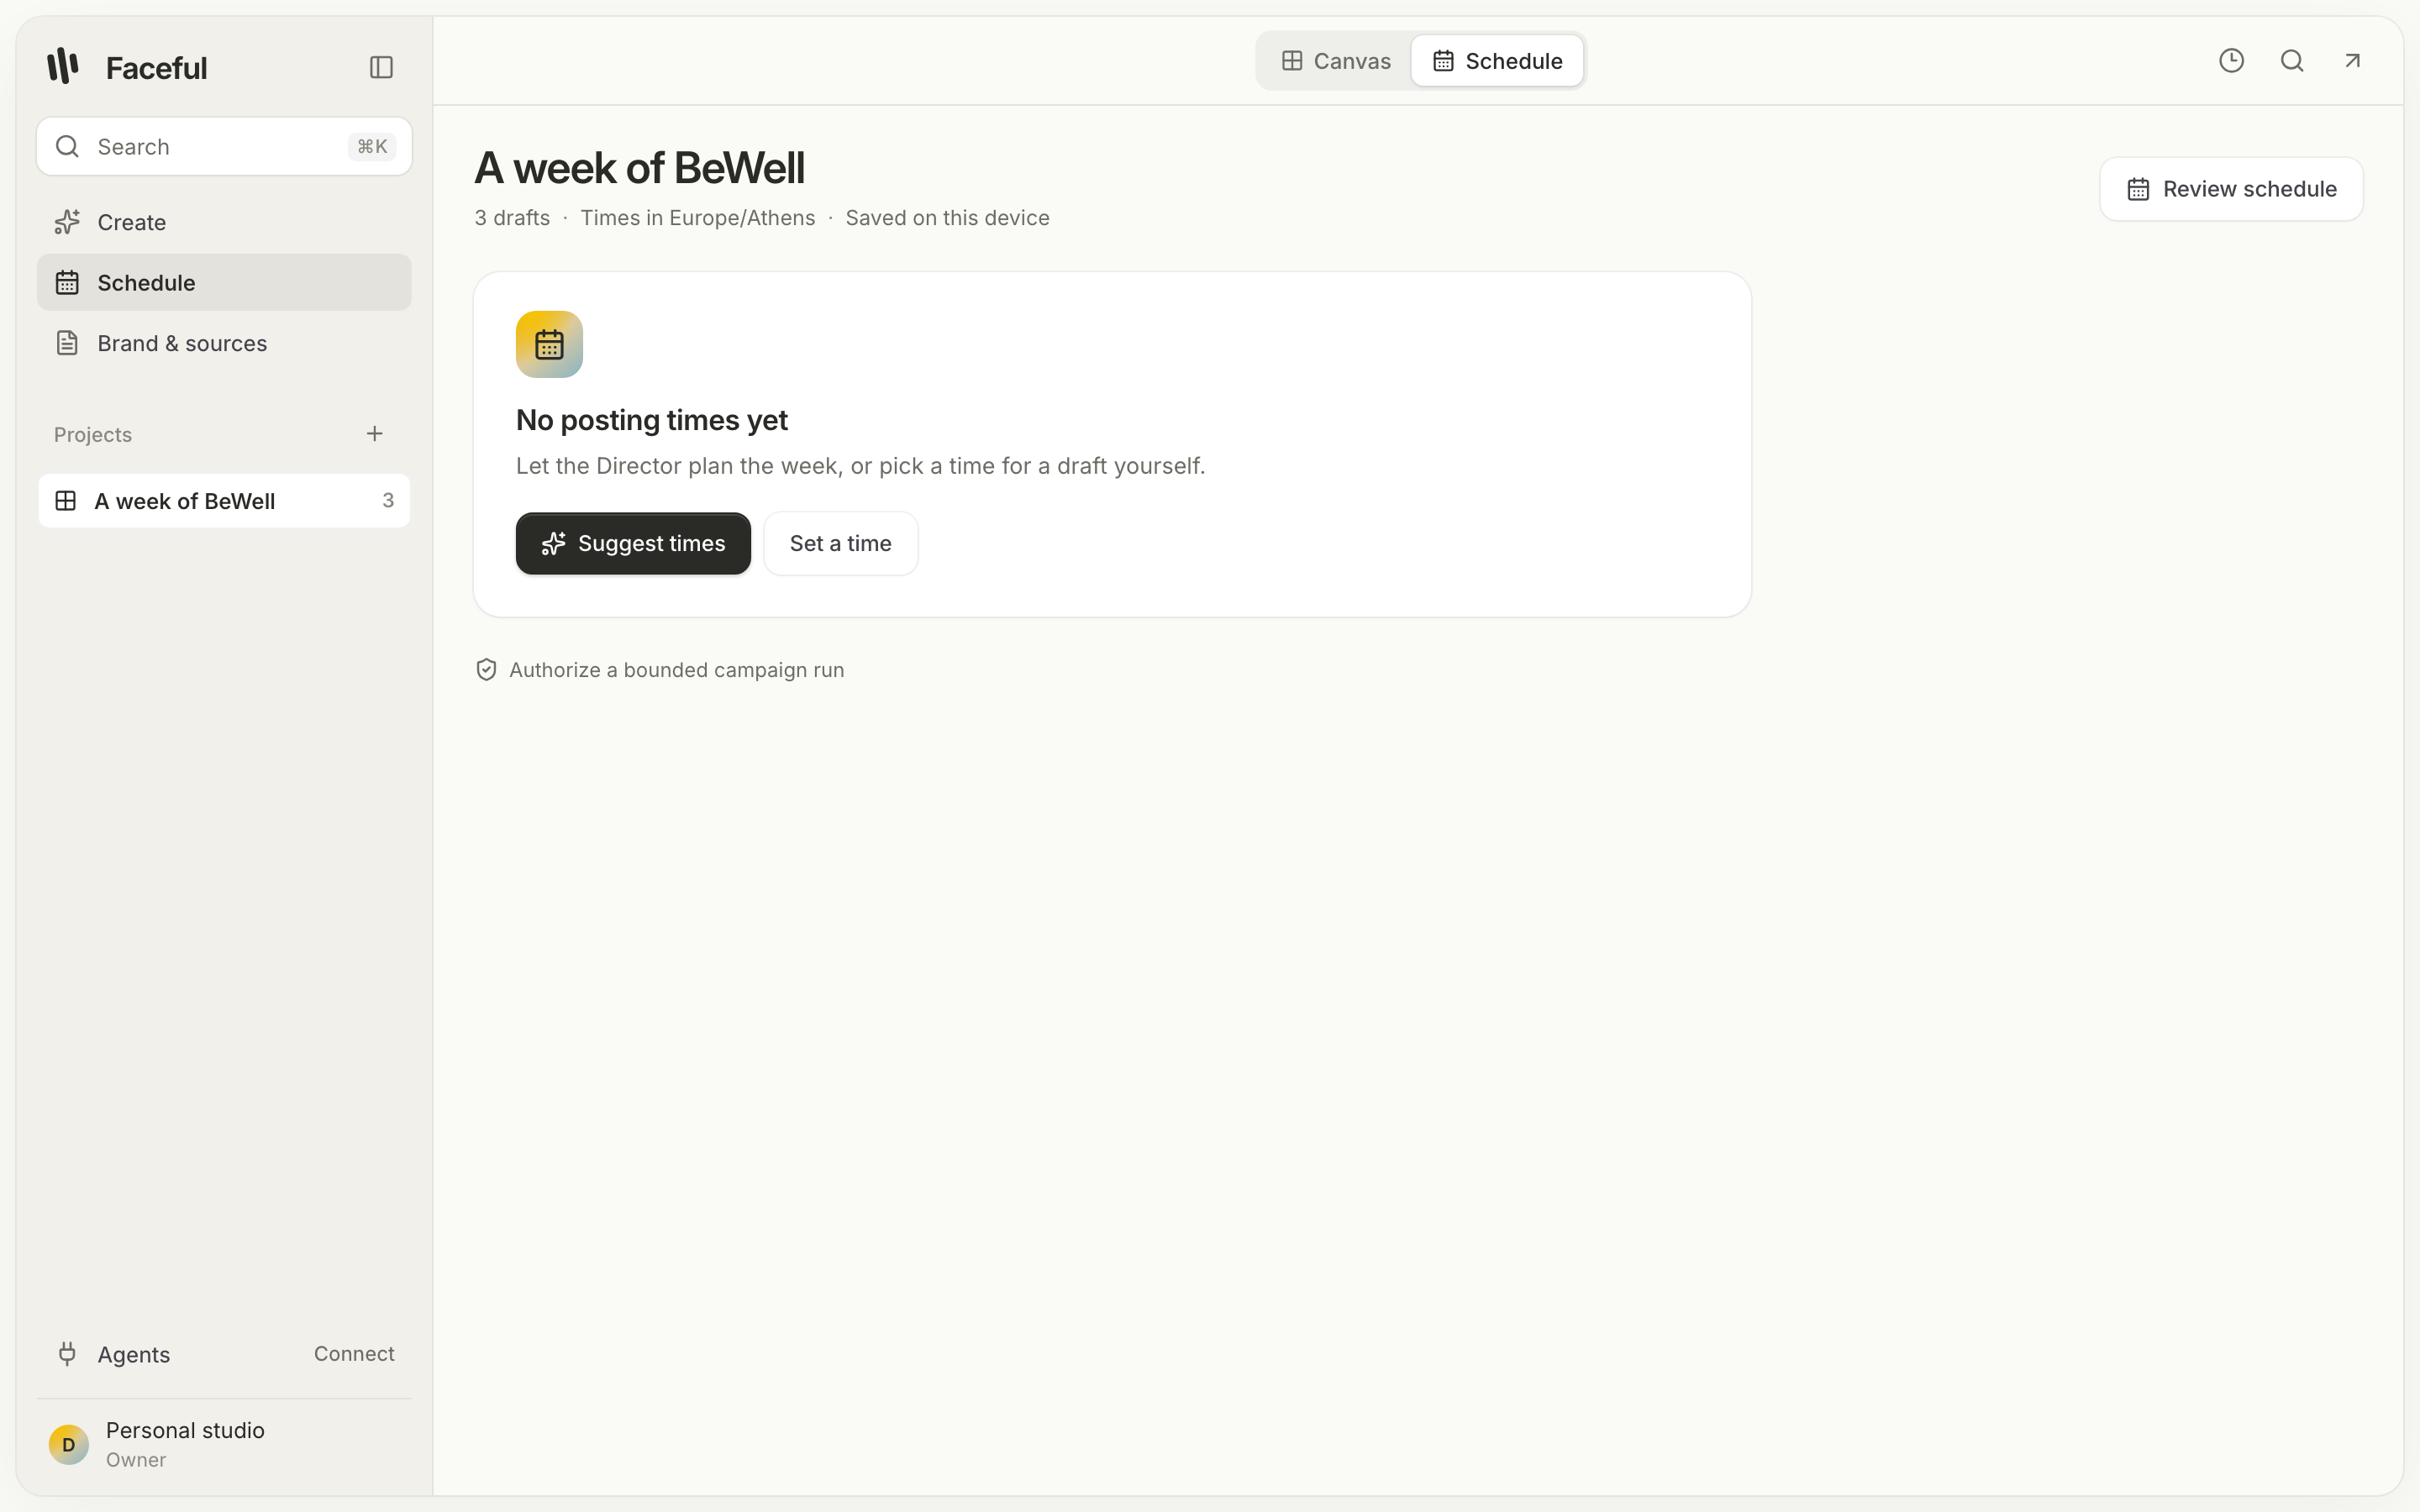 Faceful
Search ⌘K
Create
Schedule
Brand & sources
Projects
A week of BeWell 3
Agents Connect
D
Personal studio
Owner
Canvas Schedule
A week of BeWell
3 drafts · Times in Europe/Athens · Saved on this device
Review schedule
No posting times yet
Let the Director plan the week, or pick a time for a draft yourself.
Suggest times Set a time
Authorize a bounded campaign run